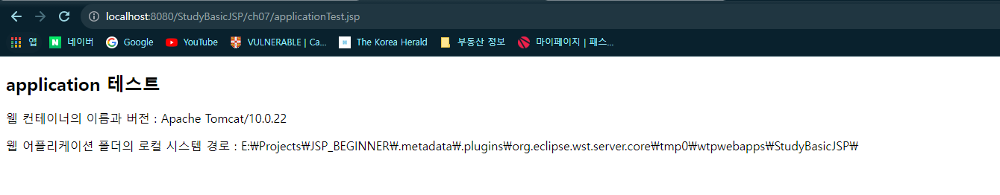 localhost:8080/StudyBasicJSP/ch07/applicationTest.jsp
앱 네이버 Google YouTube VULNERABLE | Ca... The Korea Herald 부동산 정보 마이페이지 | 패스...
application 테스트
웹 컨테이너의 이름과 버전 : Apache Tomcat/10.0.22
웹 어플리케이션 폴더의 로컬 시스템 경로 : E:₩Projects₩JSP_BEGINNER₩.metadata₩.plugins₩org.eclipse.wst.server.core₩tmp0₩wtpwebapps₩StudyBasicJSP₩